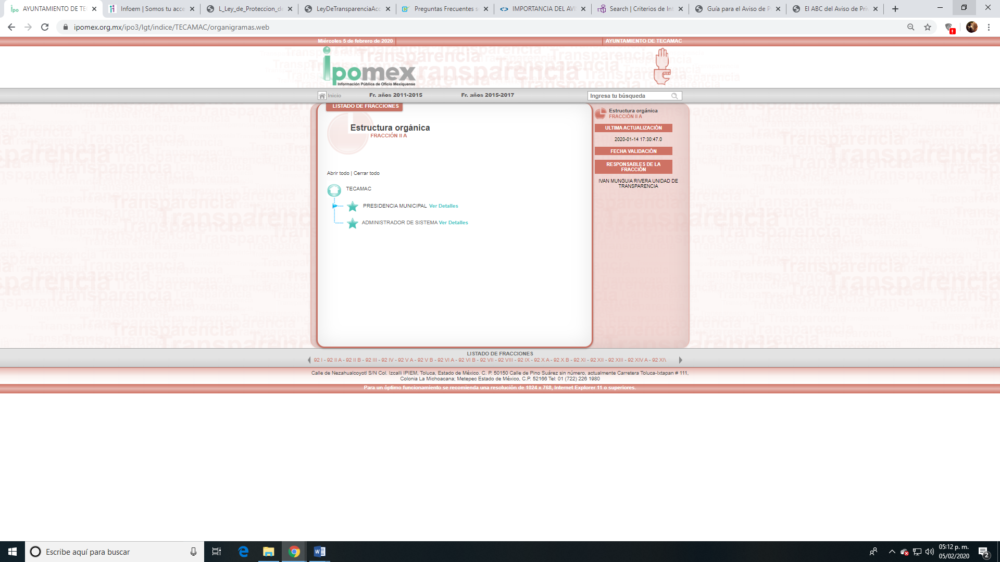 AYUNTAMIENTO DE TE
Infoem | Somos tu acce
L_Ley_de_Proteccion_de
LeyDeTransparenciaAcc
Preguntas Frecuentes s
IMPORTANCIA DEL AVI
Search | Criterios de Int
Guía para el Aviso de P
El ABC del Aviso de Pri
ipomex.org.mx/ipo3/lgt/indice/TECAMAC/organigramas.web
Miércoles 5 de febrero de 2020
AYUNTAMIENTO DE TECAMAC
ipomex
Información Pública de Oficio Mexiquense
Inicio
Fr. años 2011-2015
Fr. años 2015-2017
Ingresa tu búsqueda
LISTADO DE FRACCIONES
Estructura orgánica
FRACCIÓN II A
Abrir todo | Cerrar todo
TECAMAC
PRESIDENCIA MUNICIPAL Ver Detalles
ADMINISTRADOR DE SISTEMA Ver Detalles
Estructura orgánica
FRACCIÓN II A
ULTIMA ACTUALIZACIÓN
2020-01-14 17:30:47.0
FECHA VALIDACIÓN
RESPONSABLES DE LA
FRACCIÓN
IVAN MUNGUIA RIVERA UNIDAD DE
TRANSPARENCIA
LISTADO DE FRACCIONES
92 I - 92 II A - 92 II B - 92 III - 92 IV - 92 V A - 92 V B - 92 VI A - 92 VI B - 92 VII - 92 VIII - 92 IX - 92 X A - 92 X B - 92 XI - 92 XII - 92 XIII - 92 XIV A - 92
Calle de Nezahualcoyotl S/N Col. Izcalli IPIEM, Toluca, Estado de México. C. P. 50150 Calle de Pino Suárez sin número, actualmente Carretera Toluca-Ixtapan # 111,
Colonia La Michoacana; Metepec Estado de México, C.P. 52166 Tel: 01 (722) 226 1980
Para un óptimo funcionamiento se recomienda una resolución de 1024 x 768, Internet Explorer 11 o superiores.
Escribe aquí para buscar
05:12 p. m.
05/02/2020
2